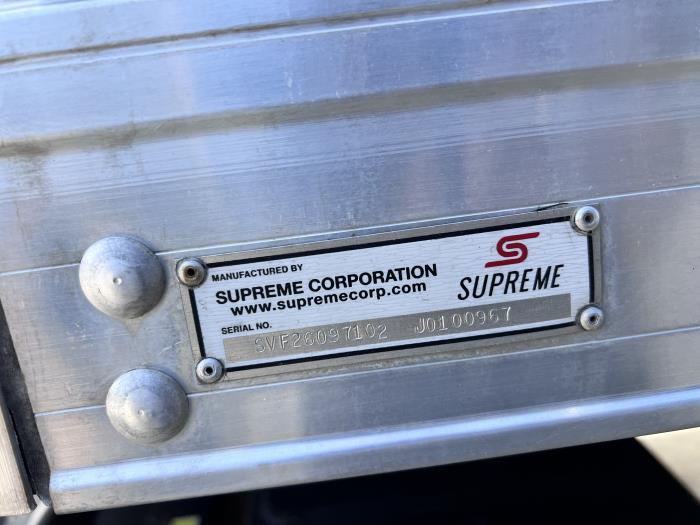 MANUFACTURED BY
SUPREME CORPORATION
www.supremecorp.com
SUPREME
SERIAL NO.
SVF26097102 J0100967